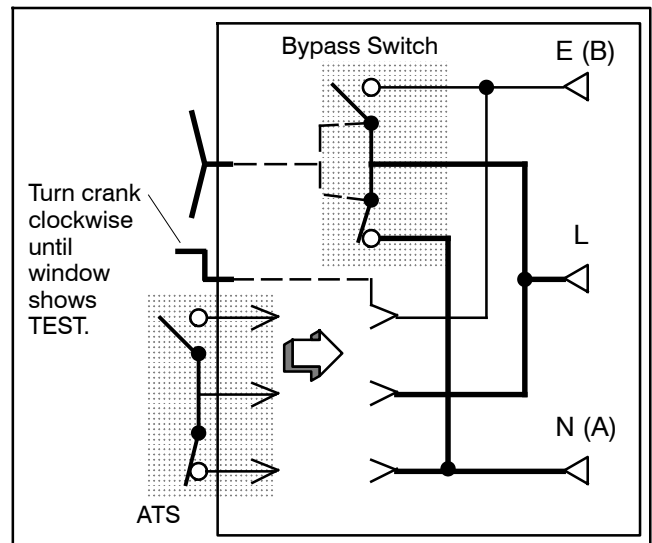 Bypass Switch
E (B)
Turn crank
clockwise
until
window
shows
TEST.
L
N (A)
ATS